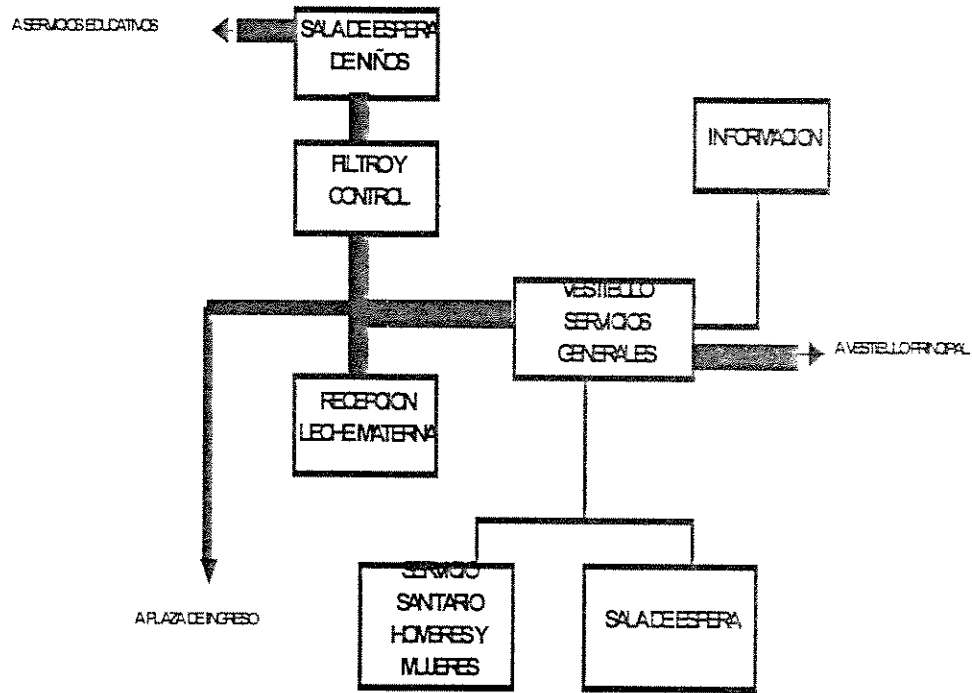 A SERVICIOS EDUCATIVOS
SALA DE ESPERA
DE NIÑOS
INFORMACION
FILTRO Y
CONTROL
VESTIBULO
SERVICIOS
GENERALES
A VESTIBULO PRINCIPAL
RECEPCION
LECHE MATERNA
SERVICIO
SANITARIO
HOMBRES Y
MUJERES
SALA DE ESPERA
A PLAZA DE INGRESO